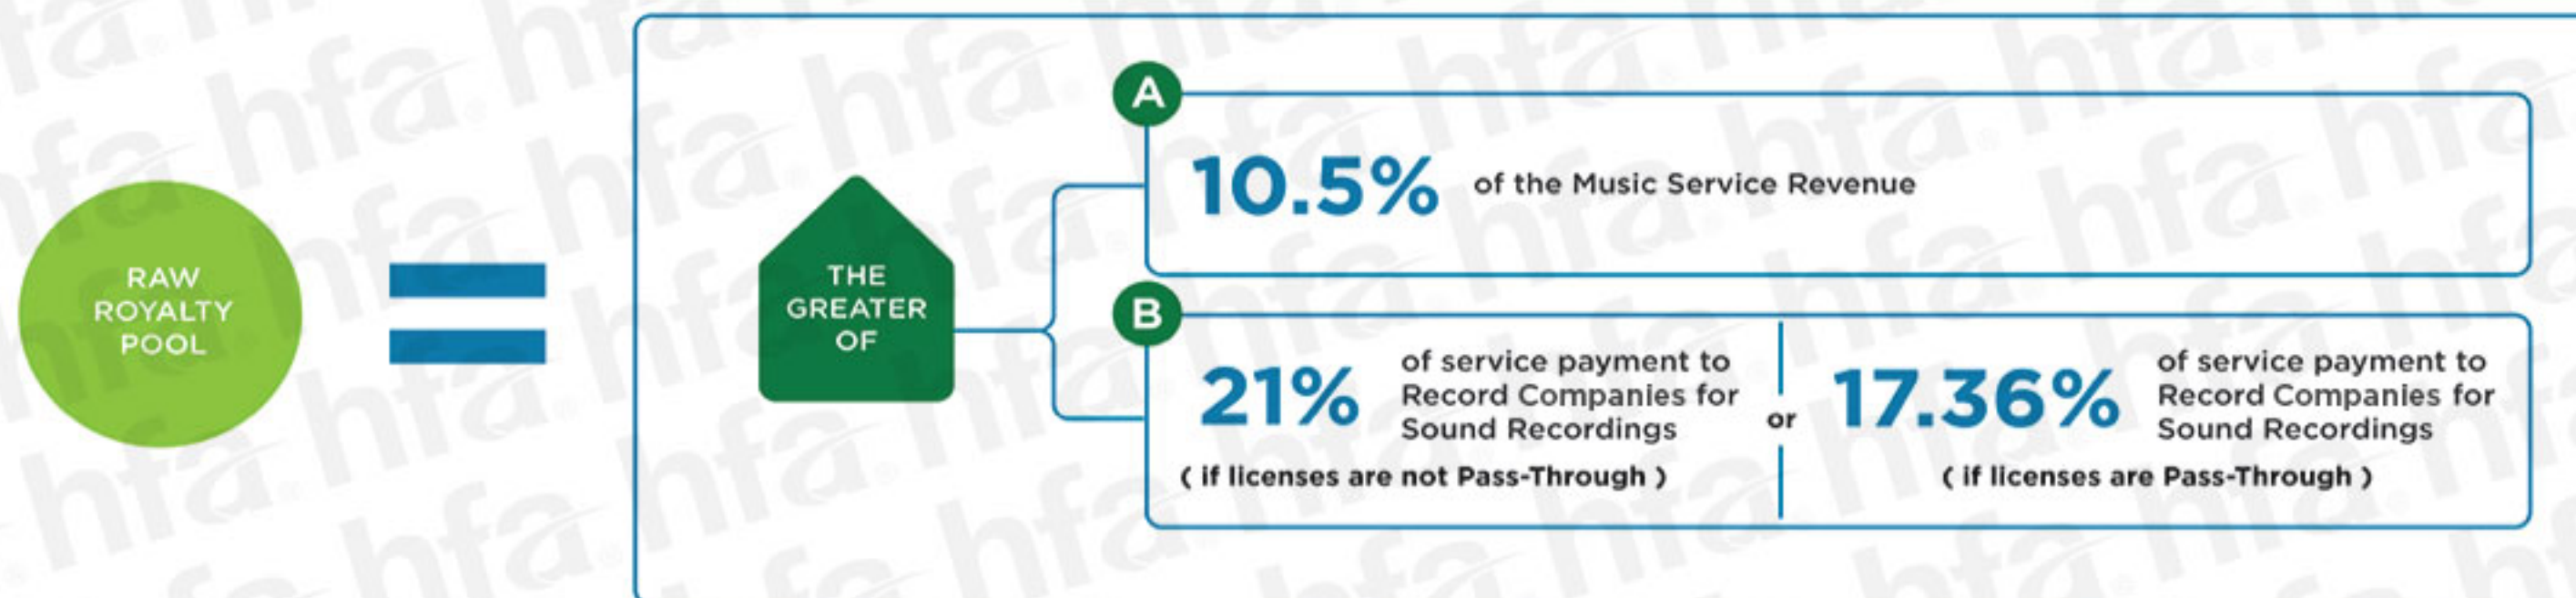 RAW
ROYALTY
POOL
THE
GREATER
OF
A
10.5% of the Music Service Revenue
B
21%
of service payment to
Record Companies for
Sound Recordings
( if licenses are not Pass-Through )
or
17.36%
of service payment to
Record Companies for
Sound Recordings
( if licenses are Pass-Through )
hfa